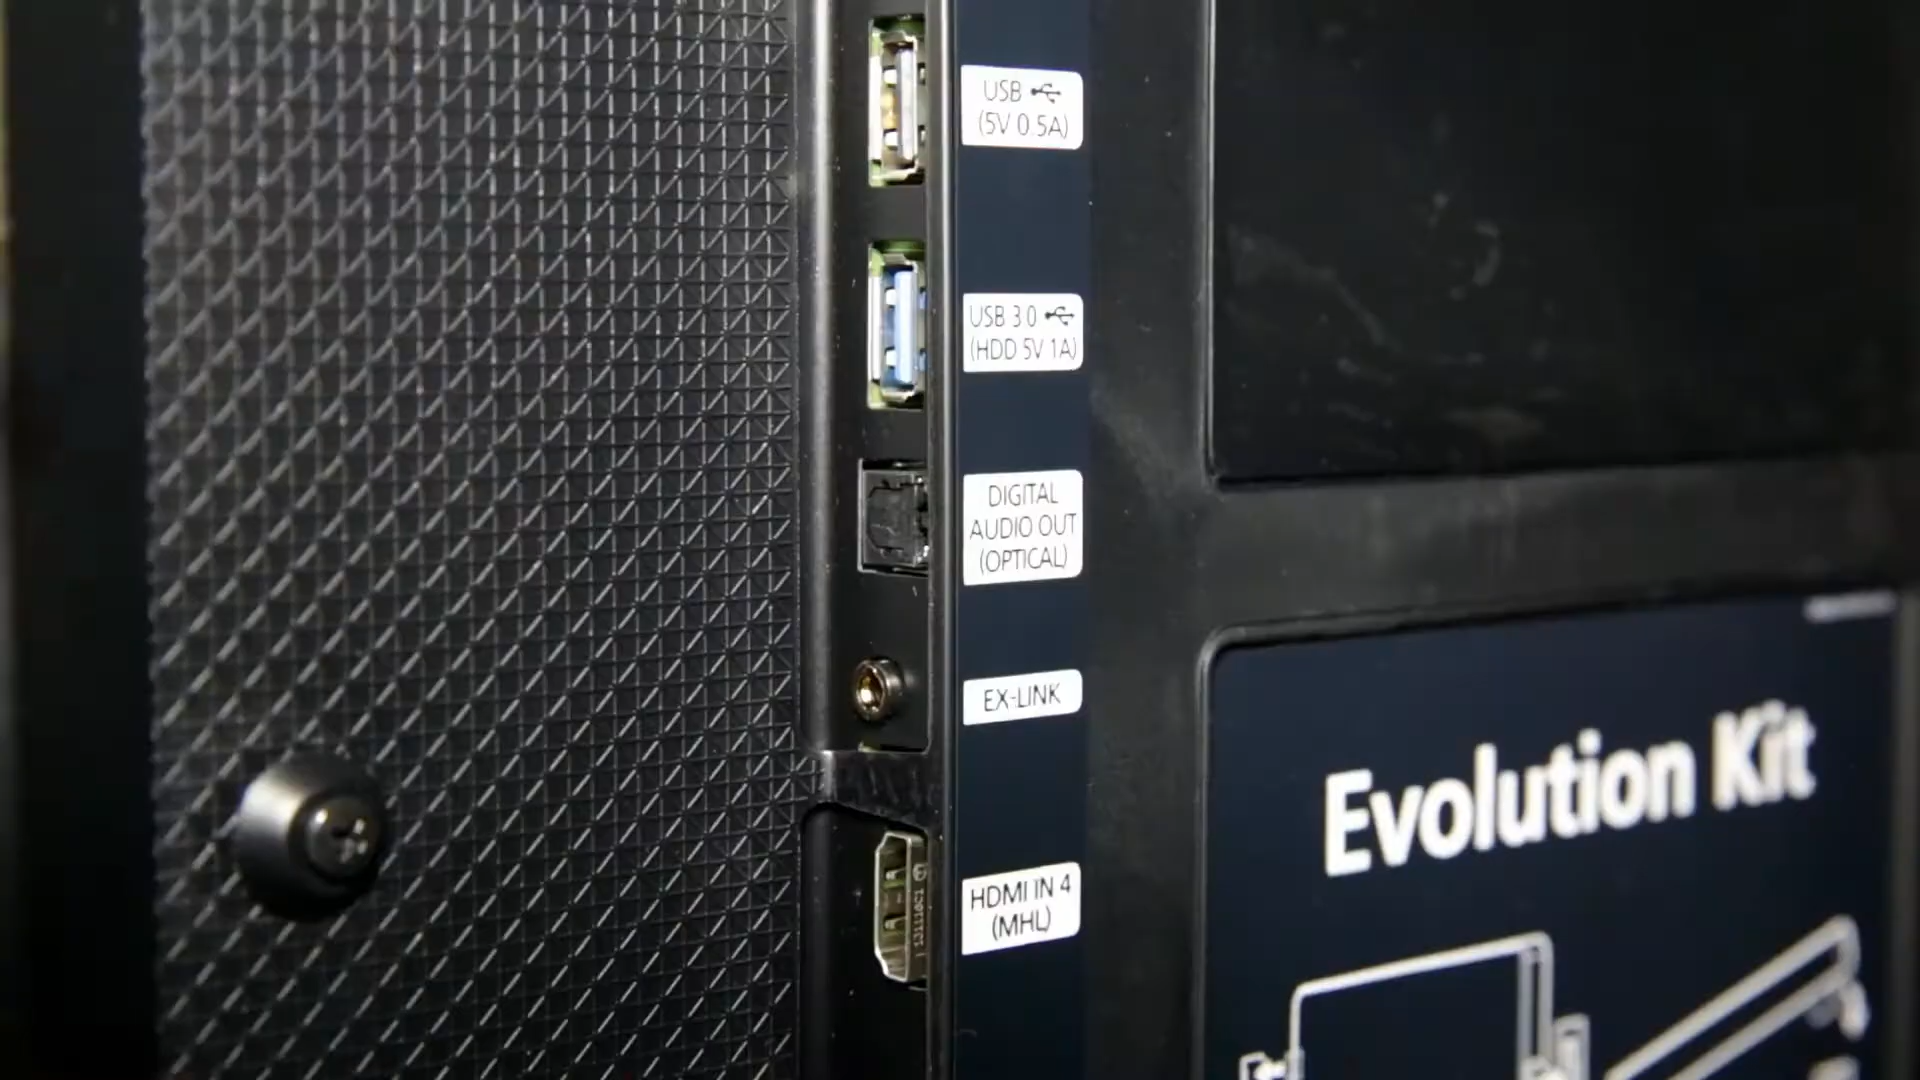 USB
(5V 0.5A)
USB 3.0
(HDD 5V 1A)
DIGITAL
AUDIO OUT
(OPTICAL)
EX-LINK
HDMI IN 4
(MHL)
Evolution Kit